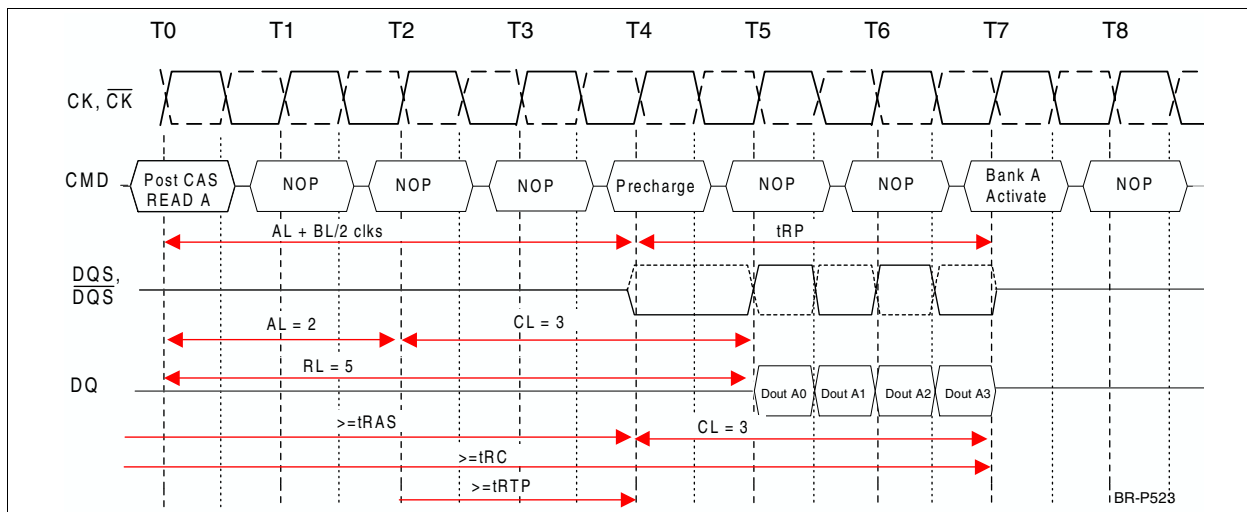 T0 T1 T2 T3 T4 T5 T6 T7 T8
CK, CK
CMD
Post CAS
READ A
NOP
NOP
NOP
Precharge
NOP
NOP
Bank A
Activate
NOP
AL + BL/2 clks
tRP
DQS,
DQS
AL = 2
CL = 3
RL = 5
DQ
Dout A0
Dout A1
Dout A2
Dout A3
>=tRAS
CL = 3
>=tRC
>=tRTP
BR-P523